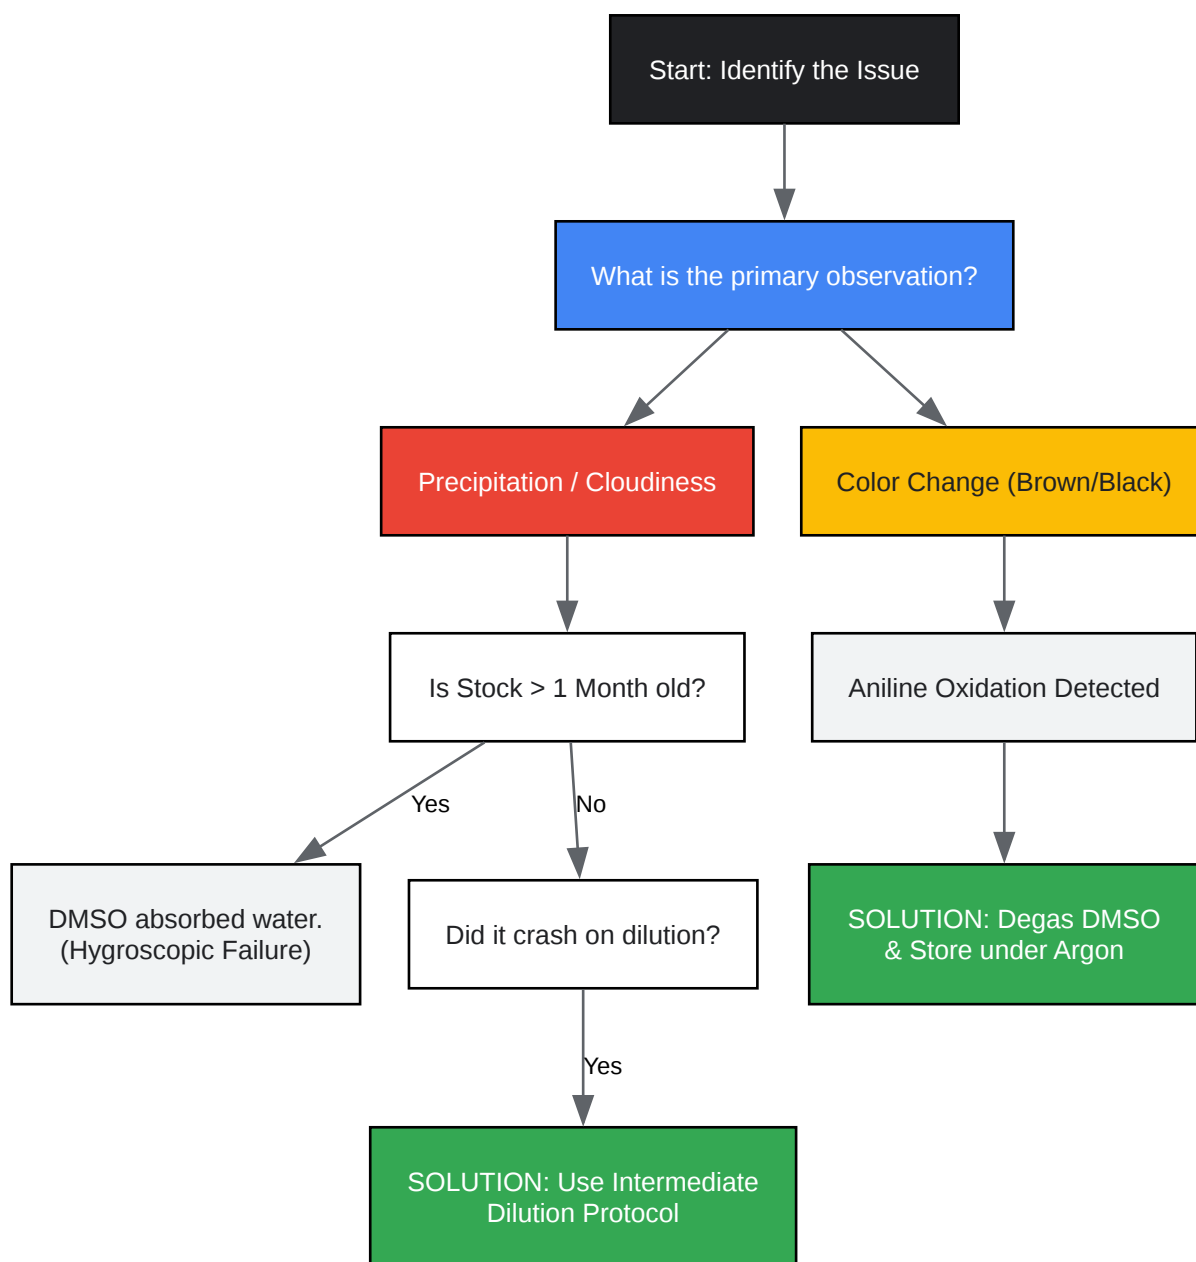 Start: Identify the Issue
What is the primary observation?
Precipitation / Cloudiness
Color Change (Brown/Black)
Is Stock > 1 Month old?
Aniline Oxidation Detected
Yes
No
DMSO absorbed water.
(Hygroscopic Failure)
Did it crash on dilution?
SOLUTION: Degas DMSO
& Store under Argon
Yes
SOLUTION: Use Intermediate
Dilution Protocol